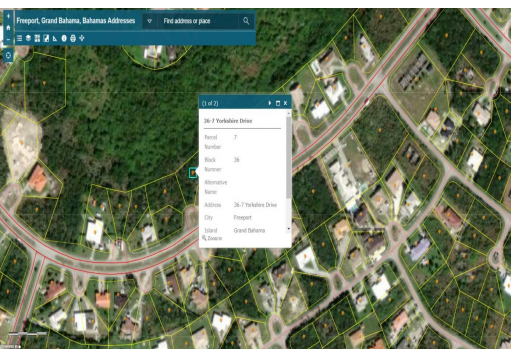 Freeport, Grand Bahama, Bahamas Addresses
Find address or place
(1 of 2)
36-7 Yorkshire Drive
Parcel Number 7
Block Numner 36
Alternative Name
Address 36-7 Yorkshire Drive
City Freeport
Island Grand Bahama
Zoom to